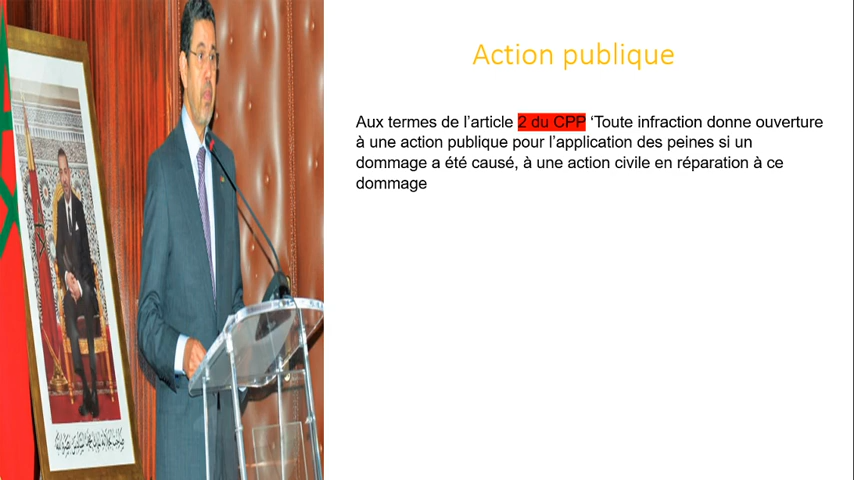 Action publique
Aux termes de l’article 2 du CPP ‘Toute infraction donne ouverture
à une action publique pour l’application des peines si un
dommage a été causé, à une action civile en réparation à ce
dommage